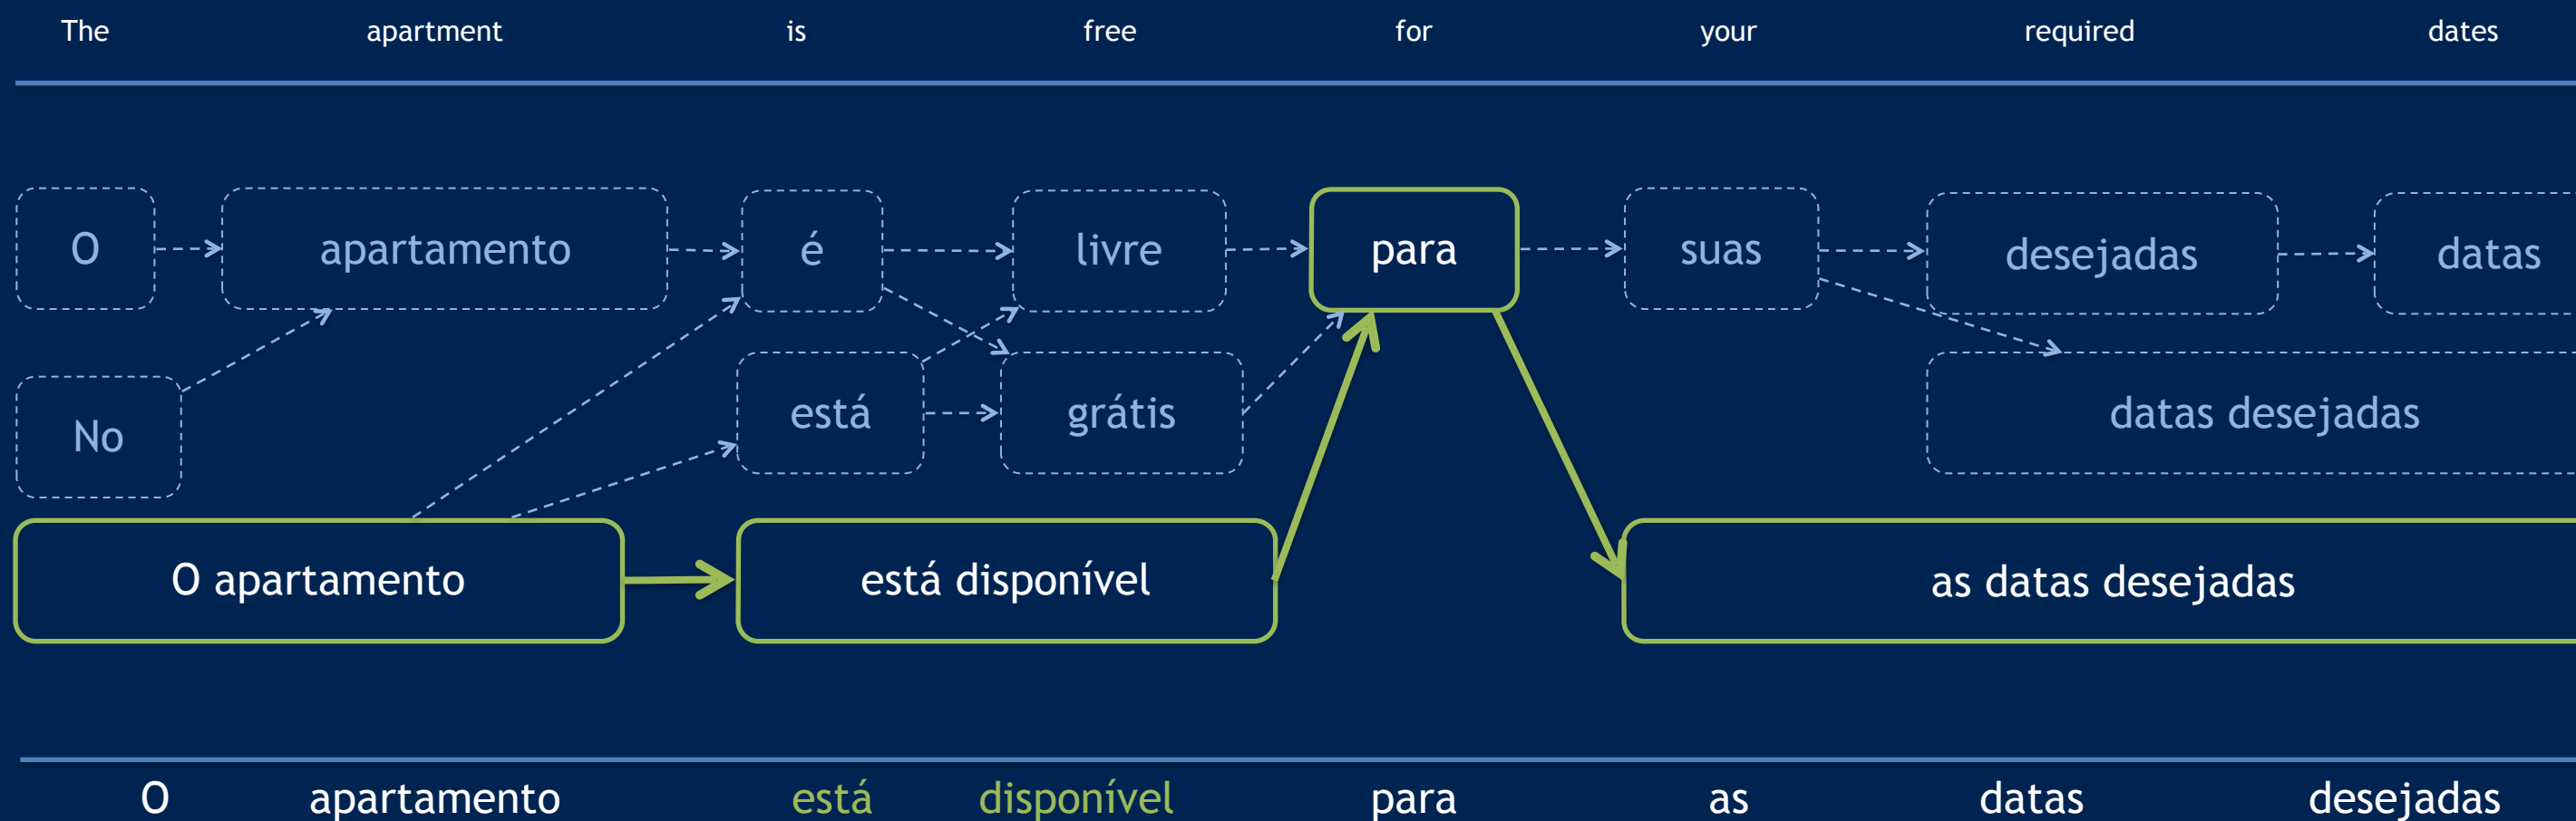 The apartment is free for your required dates
O apartamento é livre para suas desejadas datas
está grátis datas desejadas
No
O apartamento está disponível as datas desejadas
O apartamento está disponível para as datas desejadas